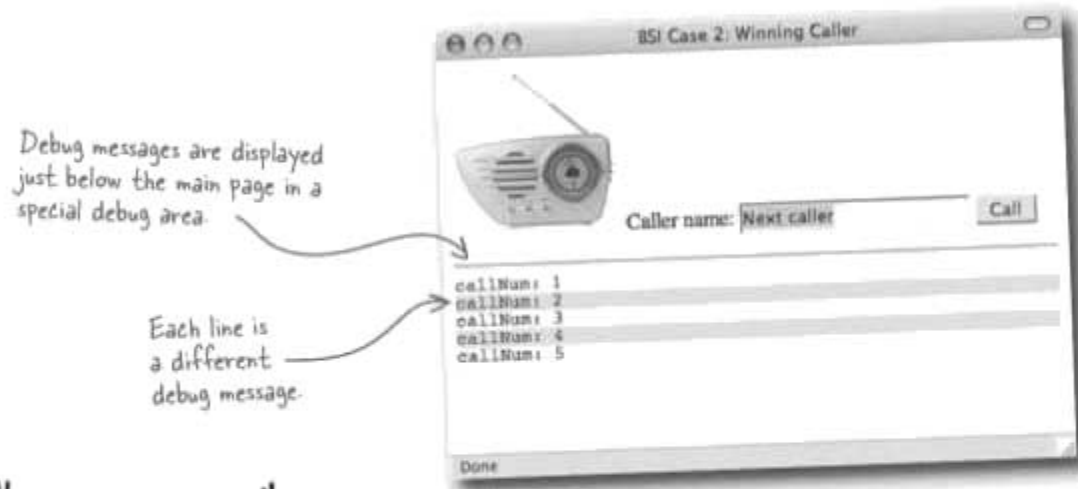 BSI Case 2: Winning Caller
Debug messages are displayed
just below the main page in a
special debug area.
Caller name: Next caller Call
callNum: 1
callNum: 2
callNum: 3
callNum: 4
callNum: 5
Each line is
a different
debug message.
Done